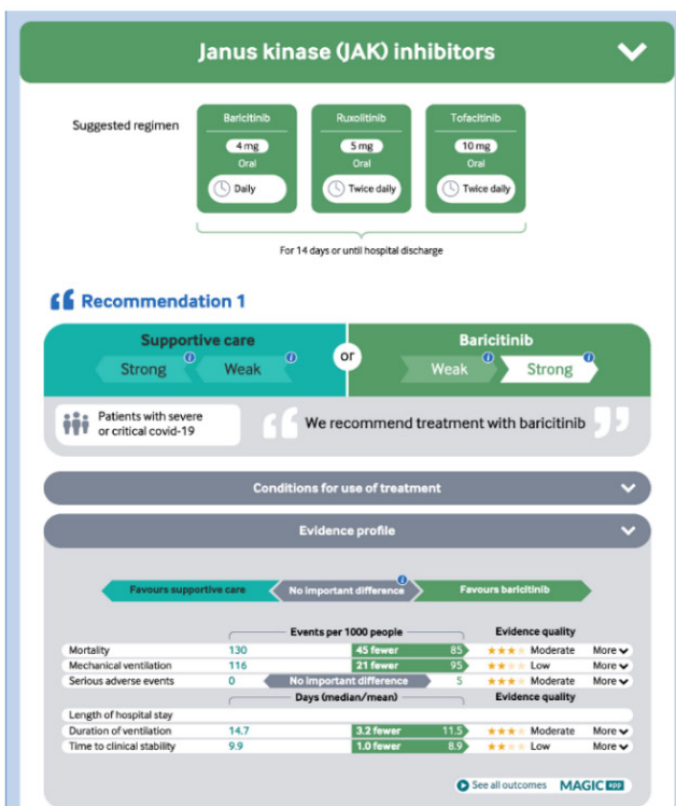 Janus kinase (JAK) inhibitors
Suggested regimen
Baricitinib
4 mg
Oral
Daily
Ruxolitinib
5 mg
Oral
Twice daily
Tofacitinib
10 mg
Oral
Twice daily
For 14 days or until hospital discharge
Recommendation 1
Supportive care
Strong
Weak
or
Baricitinib
Weak
Strong
Patients with severe
or critical covid-19
We recommend treatment with baricitinib
Conditions for use of treatment
Evidence profile
Favours supportive care No important difference Favours baricitinib
Events per 1000 people Evidence quality
Mortality 130 45 fewer 85 Moderate More
Mechanical ventilation 116 21 fewer 95 Low More
Serious adverse events 0 No important difference 5 Moderate More
Days (median/mean) Evidence quality
Length of hospital stay
Duration of ventilation 14.7 3.2 fewer 11.5 Moderate More
Time to clinical stability 9.9 1.0 fewer 8.9 Low More
See all outcomes MAGIC app